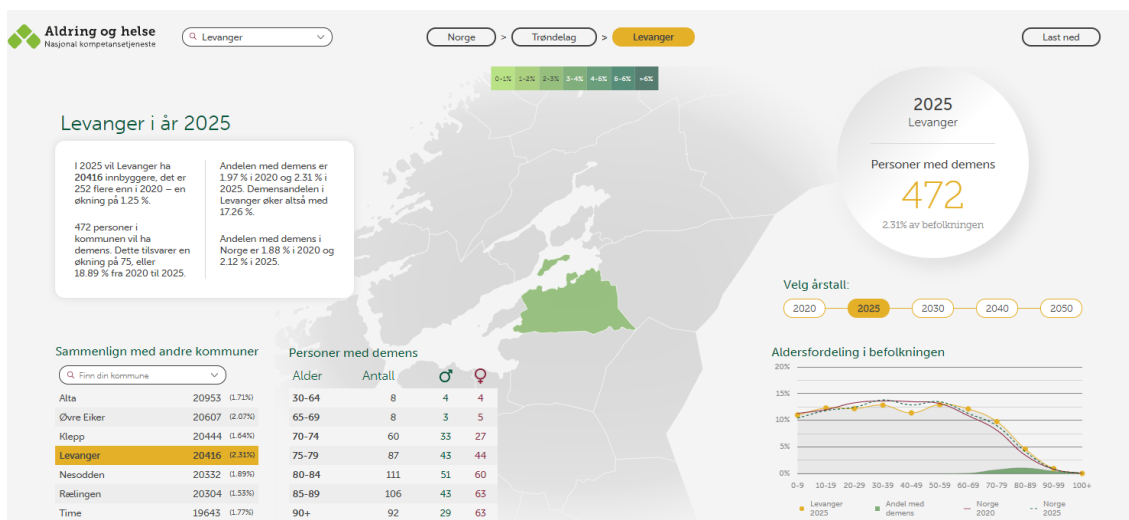 Aldring og helse
Nasjonal kompetansetjeneste
Levanger
Norge > Trøndelag > Levanger
Last ned
0-1% 1-2% 2-3% 3-4% 4-5% 5-6% >6%
Levanger i år 2025
I 2025 vil Levanger ha
20416 innbyggere, det er
252 flere enn i 2020 – en
økning på 1.25 %.
472 personer i
kommunen vil ha
demens. Dette tilsvarer en
økning på 75, eller
18.89 % fra 2020 til 2025.
Andelen med demens er
1.97 % i 2020 og 2.31 % i
2025. Demensandelen i
Levanger øker altså med
17.26 %.
Andelen med demens i
Norge er 1.88 % i 2020 og
2.12 % i 2025.
2025
Levanger
Personer med demens
472
2.31% av befolkningen
Velg årstall:
2020 2025 2030 2040 2050
Sammenlign med andre kommuner
Finn din kommune
Alta 20953 (1.71%)
Øvre Eiker 20607 (2.07%)
Klepp 20444 (1.64%)
Levanger 20416 (2.31%)
Nesodden 20332 (1.89%)
Rælingen 20304 (1.53%)
Time 19643 (1.77%)
Personer med demens
Alder Antall ♂ ♀
30-64 8 4 4
65-69 8 3 5
70-74 60 33 27
75-79 87 43 44
80-84 111 51 60
85-89 106 43 63
90+ 92 29 63
Aldersfordeling i befolkningen
20%
15%
10%
5%
0%
0-9 10-19 20-29 30-39 40-49 50-59 60-69 70-79 80-89 90-99 100+
Levanger 2025
Andel med demens
Norge 2020
Norge 2025